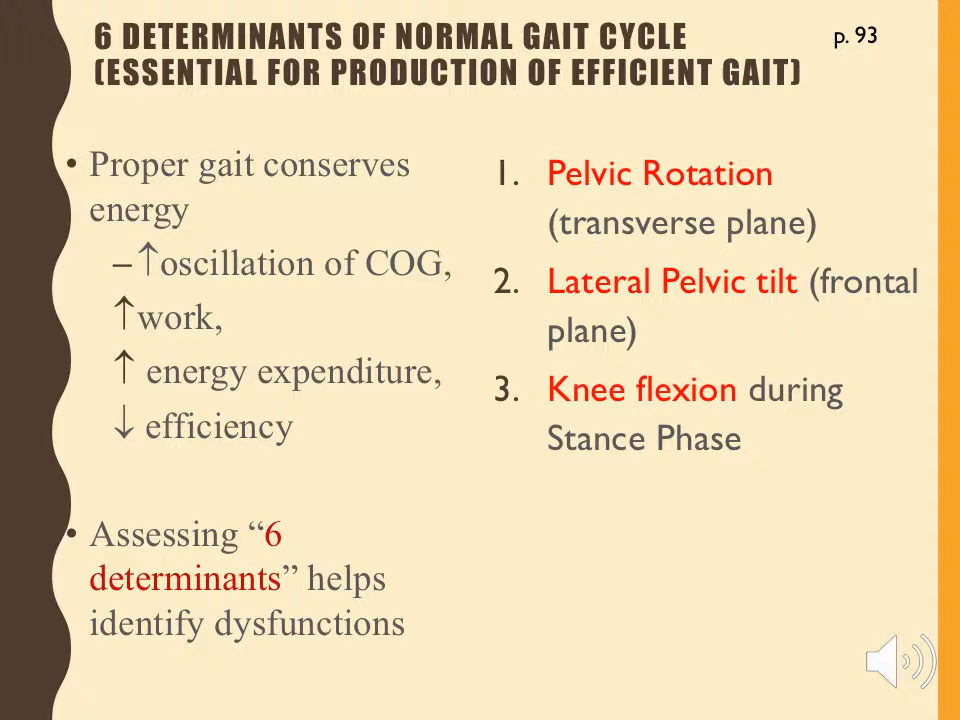 6 DETERMINANTS OF NORMAL GAIT CYCLE
(ESSENTIAL FOR PRODUCTION OF EFFICIENT GAIT)
p. 93
• Proper gait conserves
energy
– ↑oscillation of COG,
↑work,
↑ energy expenditure,
↓ efficiency
• Assessing “6
determinants” helps
identify dysfunctions
1. Pelvic Rotation
(transverse plane)
2. Lateral Pelvic tilt (frontal
plane)
3. Knee flexion during
Stance Phase